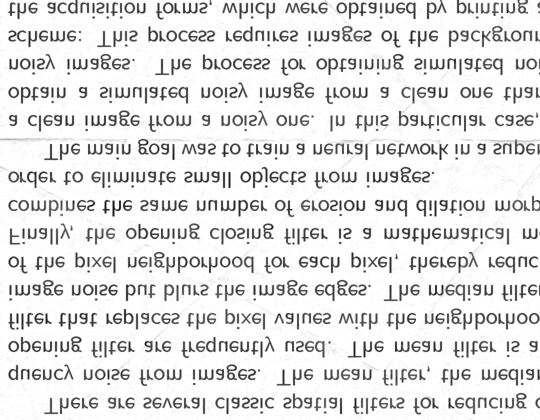 There are several classic spatial filters for reducing
quency noise from images. The mean filter, the median
opening filter are frequently used. The mean filter is a
filter that replaces the pixel values with the neighborhoo
image noise but blurs the image edges. The median filte
of the pixel neighborhood for each pixel, thereby reduc
Finally, the opening closing filter is a mathematical m
combines the same number of erosion and dilation morp
order to eliminate small objects from images.
The main goal was to train a neural network in a super
a clean image from a noisy one. In this particular case,
obtain a simulated noisy image from a clean one than
noisy images. The process for obtaining simulated noi
scheme: This process requires images of the backgroun
the acquisition forms, which were obtained by printing a